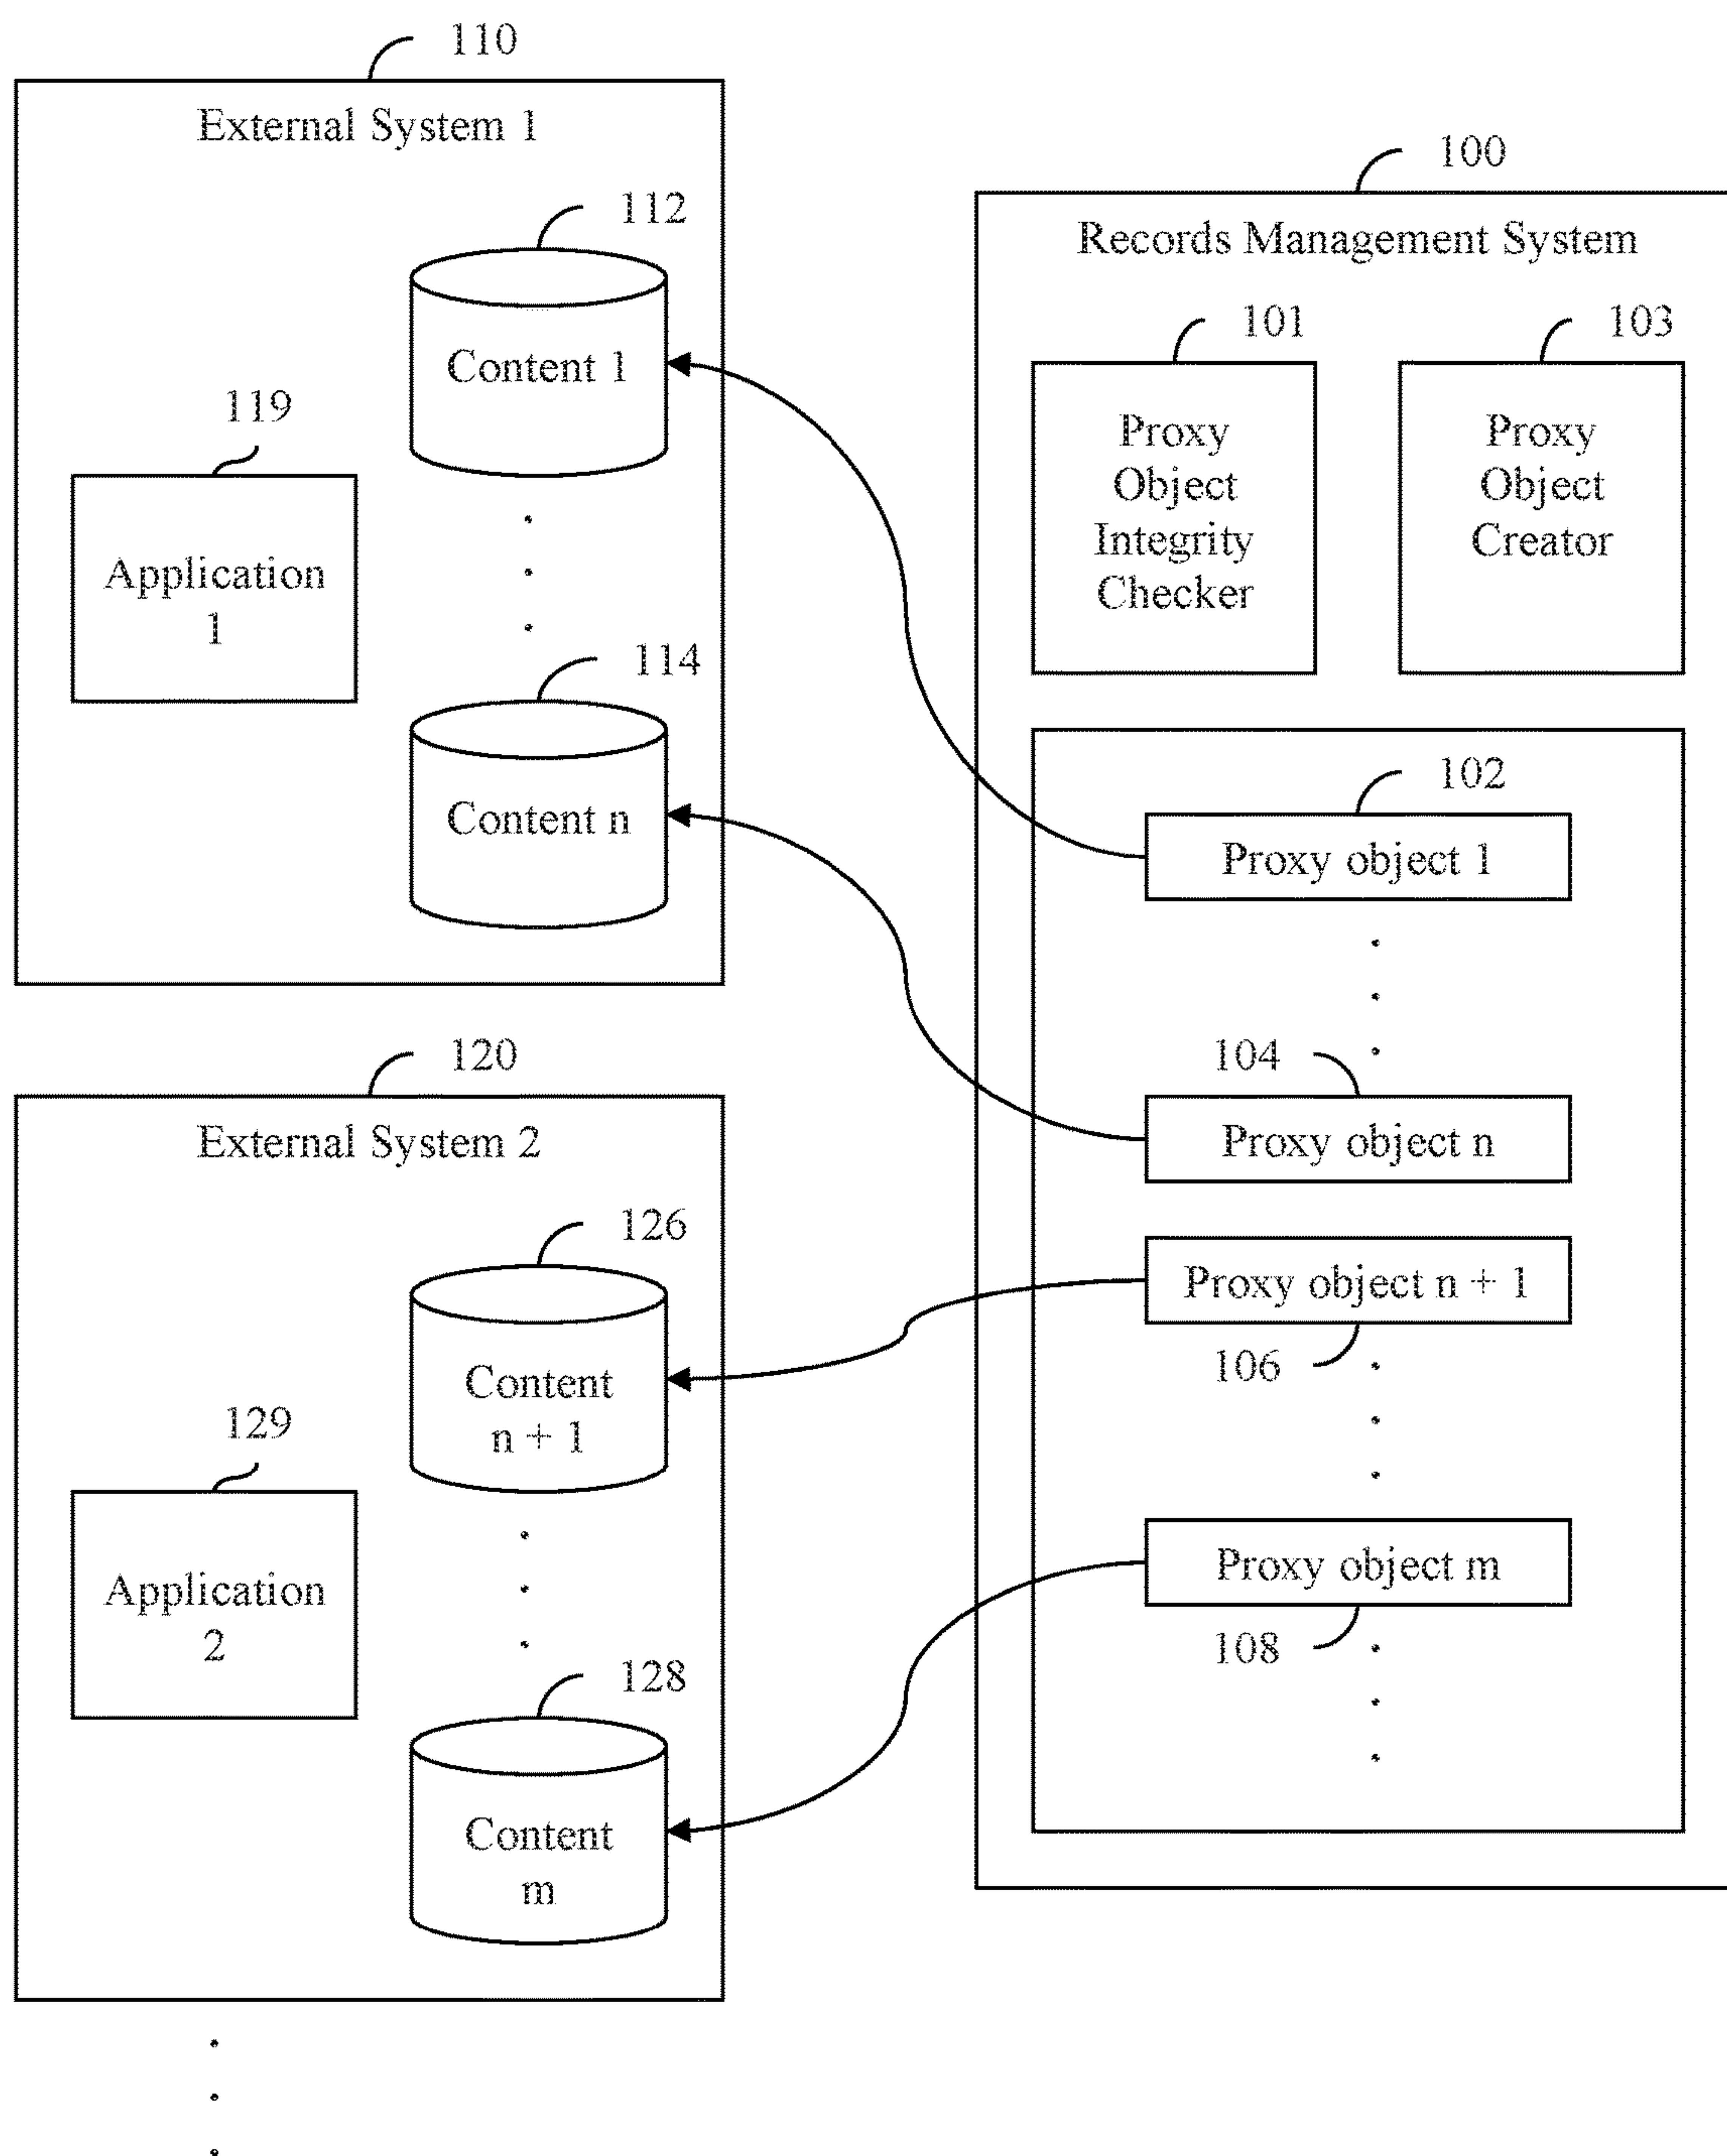 110
External System 1
112
Content 1
119
Application
1
114
Content n
120
External System 2
126
Content
n + 1
129
Application
2
128
Content
m
100
Records Management System
101
Proxy
Object
Integrity
Checker
103
Proxy
Object
Creator
102
Proxy object 1
104
Proxy object n
Proxy object n + 1
106
Proxy object m
108